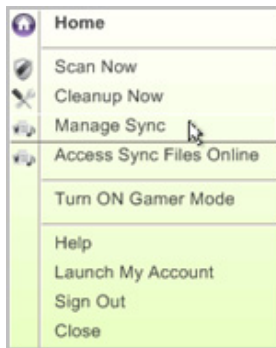 Home
Scan Now
Cleanup Now
Manage Sync
Access Sync Files Online
Turn ON Gamer Mode
Help
Launch My Account
Sign Out
Close